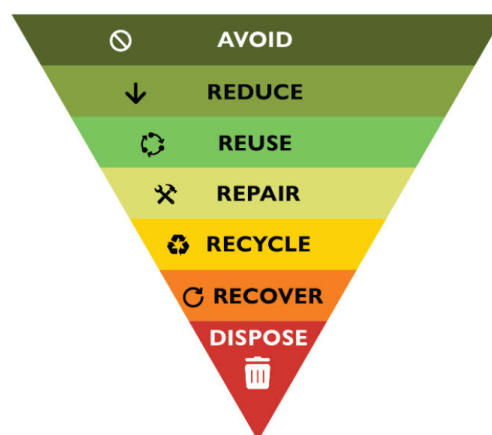 AVOID
REDUCE
REUSE
REPAIR
RECYCLE
RECOVER
DISPOSE